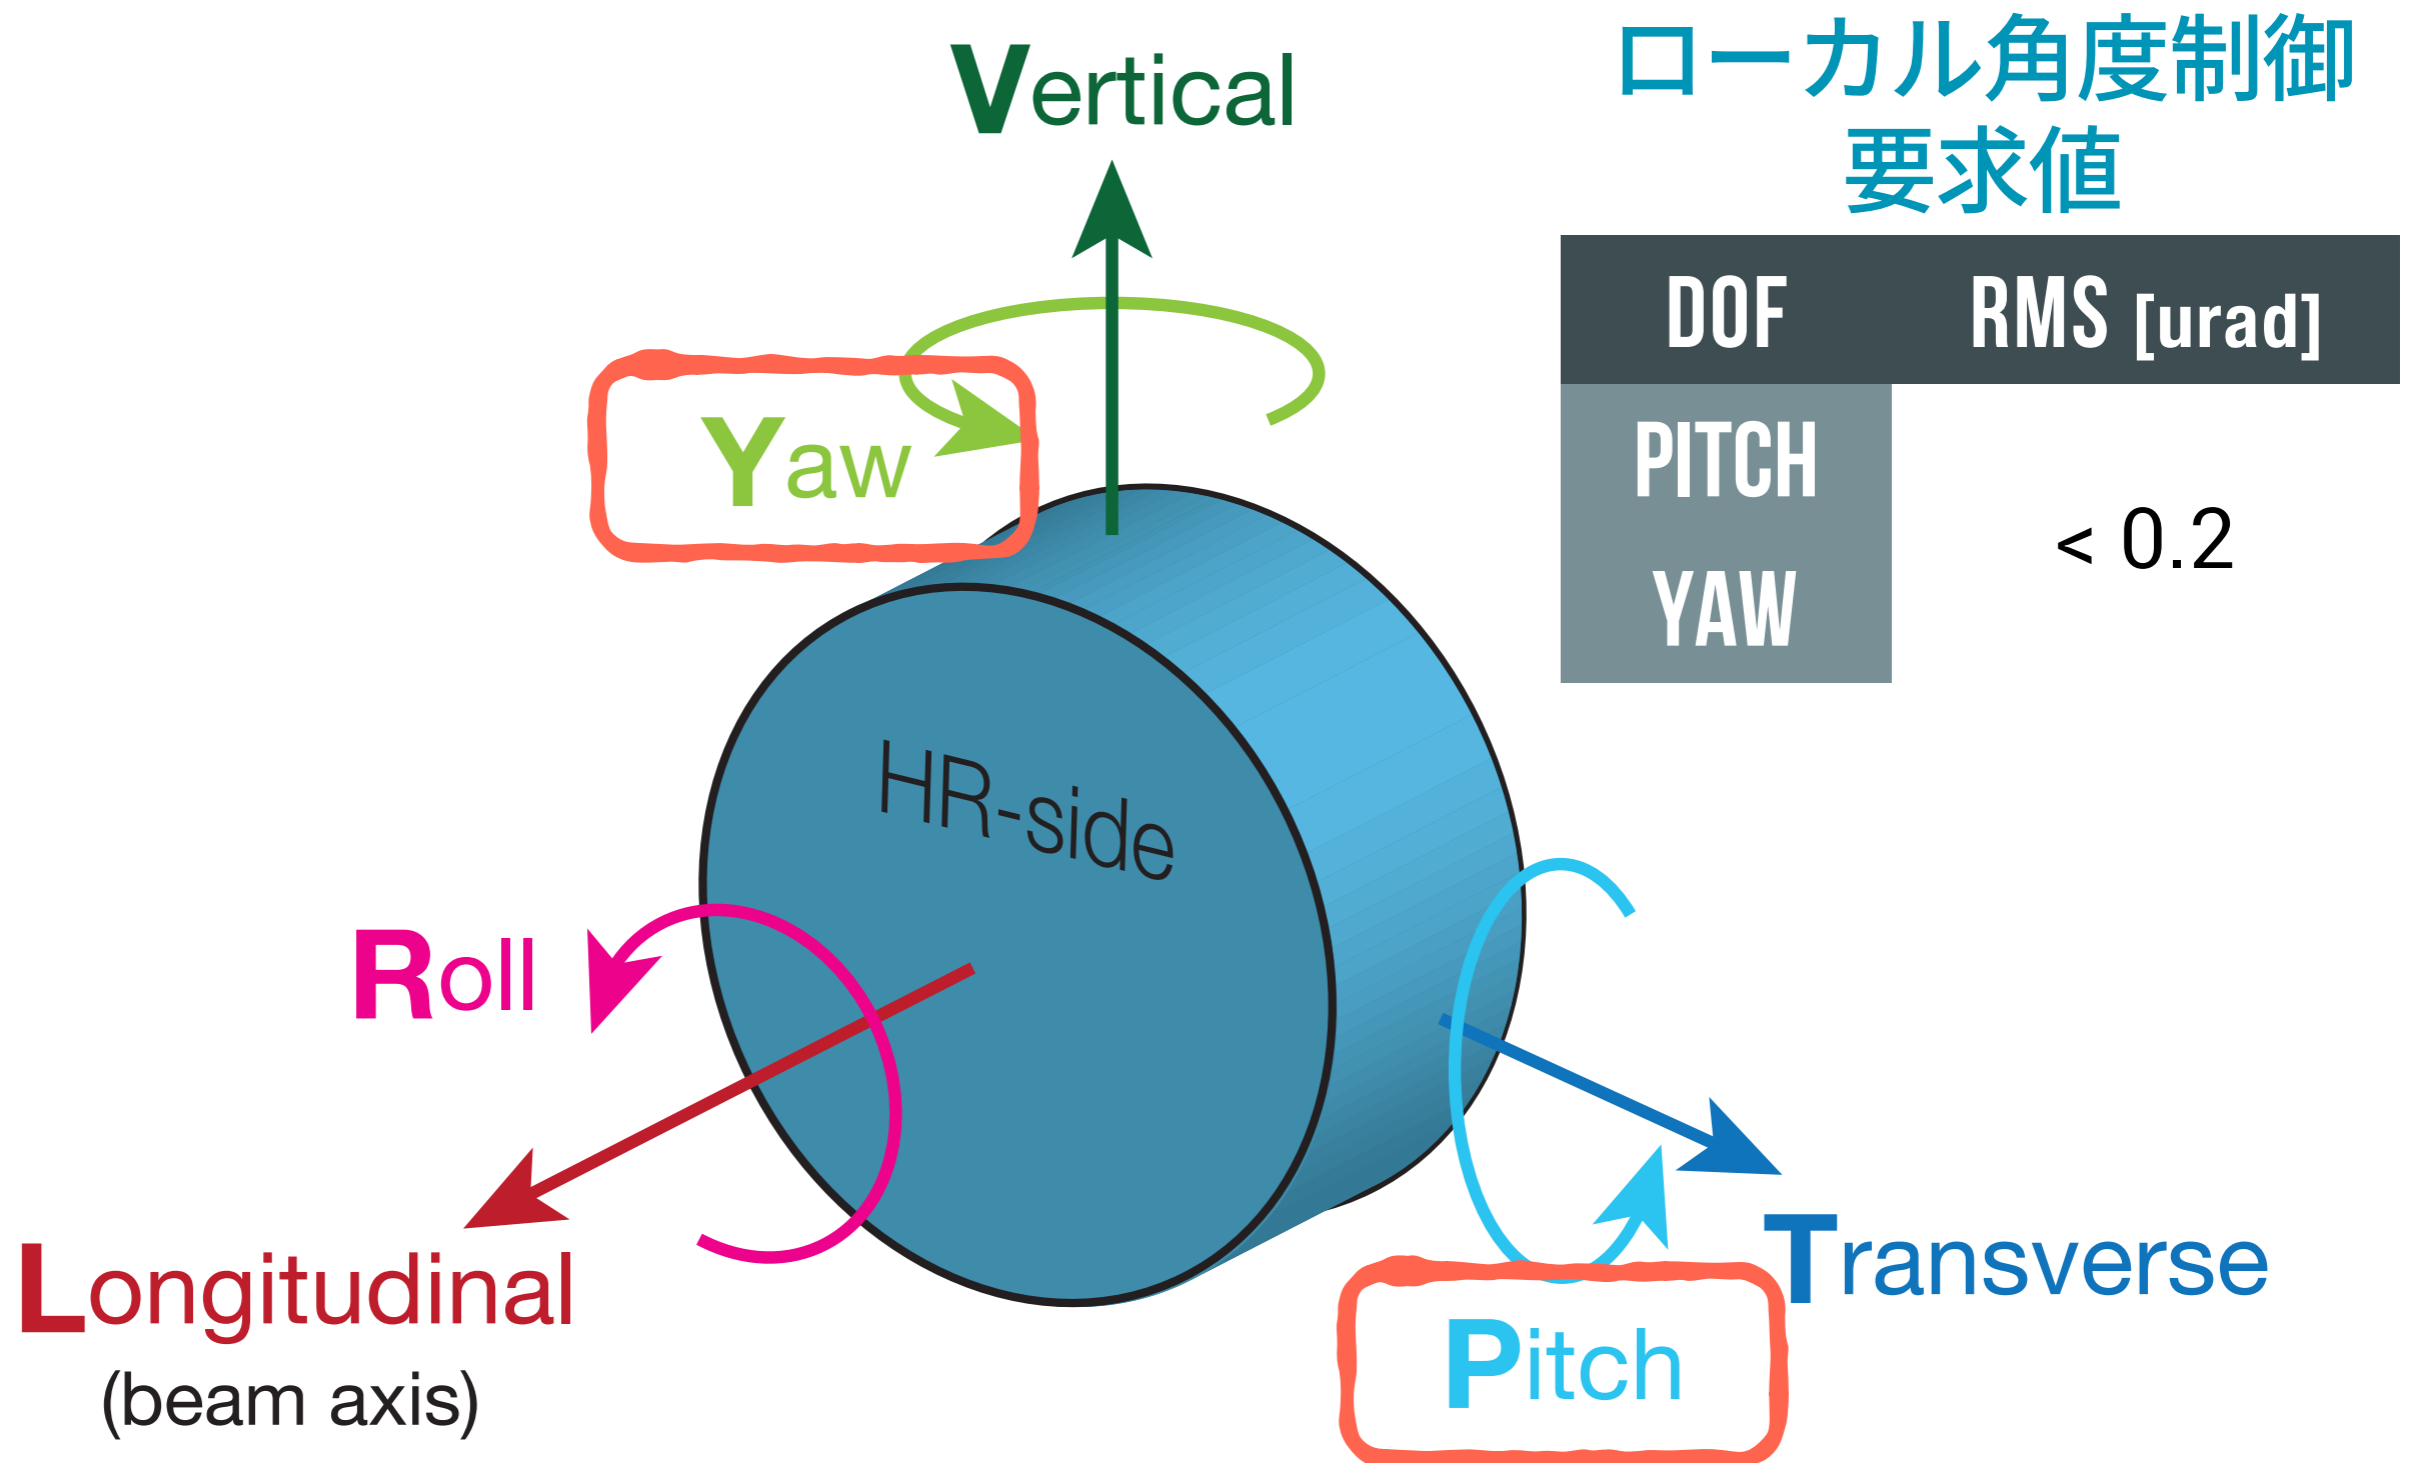 Vertical
ローカル角度制御
要求値
DOF RMS [urad]
PITCH
< 0.2
YAW
Yaw
HR-side
Roll
Longitudinal
(beam axis)
Transverse
Pitch